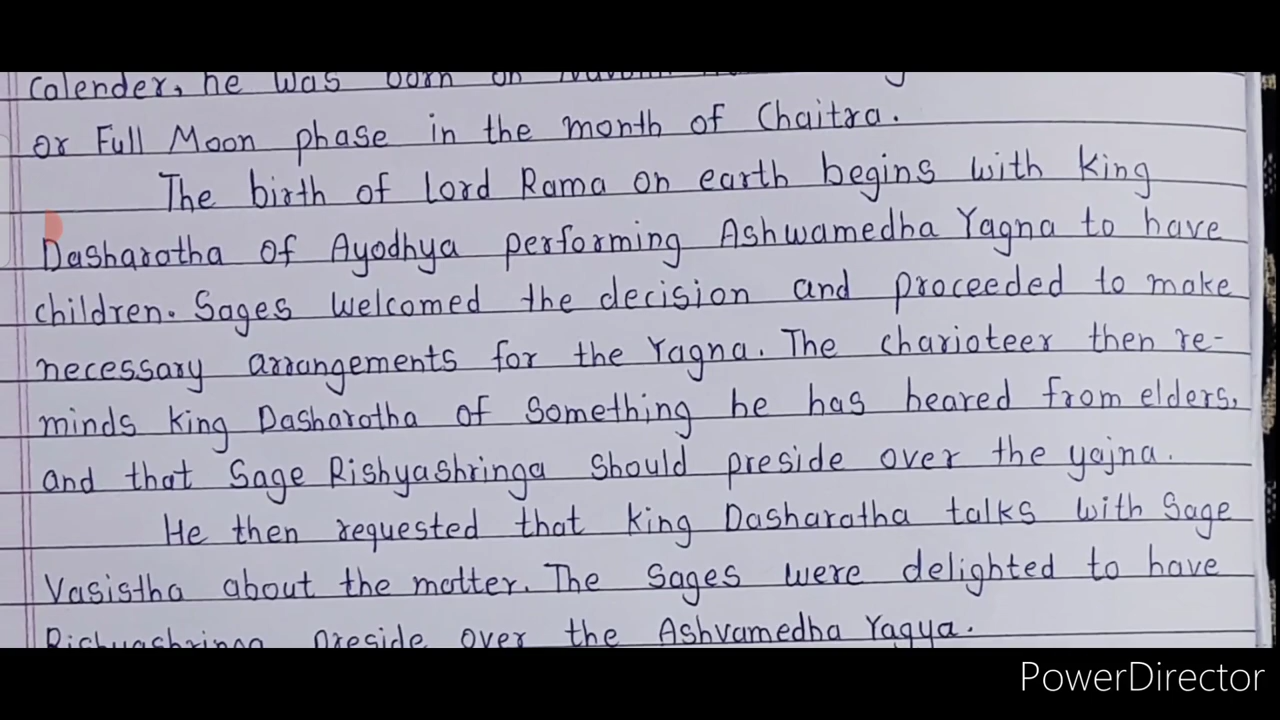 Calender, he was born on
or Full Moon phase in the month of Chaitra.
The birth of Lord Rama on earth begins with King
Dasharatha of Ayodhya performing Ashwamedha Yagna to have
children. Sages welcomed the decision and proceeded to make
necessary arrangements for the Yagna. The charioteer then re-
minds King Dasharatha of something he has heared from elders,
and that Sage Rishyashringa should preside over the yajna.
He then requested that King Dasharatha talks with Sage
Vasistha about the matter. The sages were delighted to have
Rishyashringa preside over the Ashvamedha Yagya.
PowerDirector